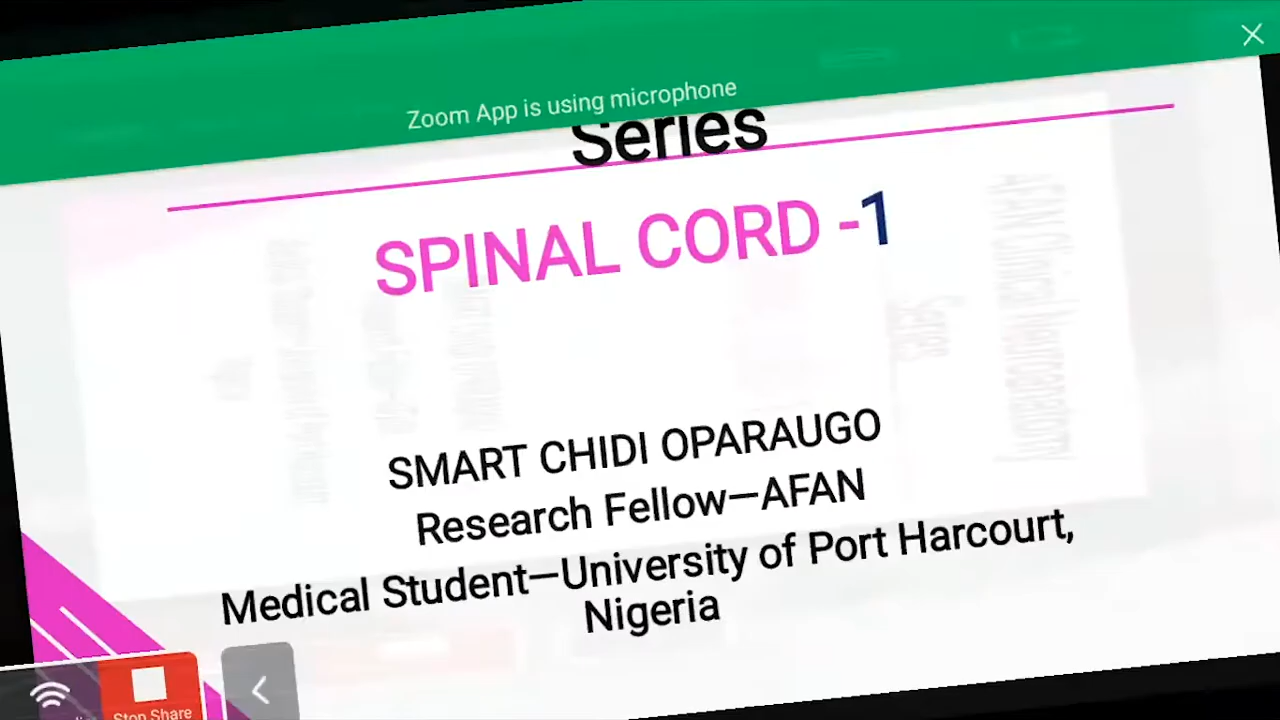 Zoom App is using microphone
Series
SPINAL CORD -1
SMART CHIDI OPARAUGO
Research Fellow—AFAN
Medical Student—University of Port Harcourt,
Nigeria
Stop Share